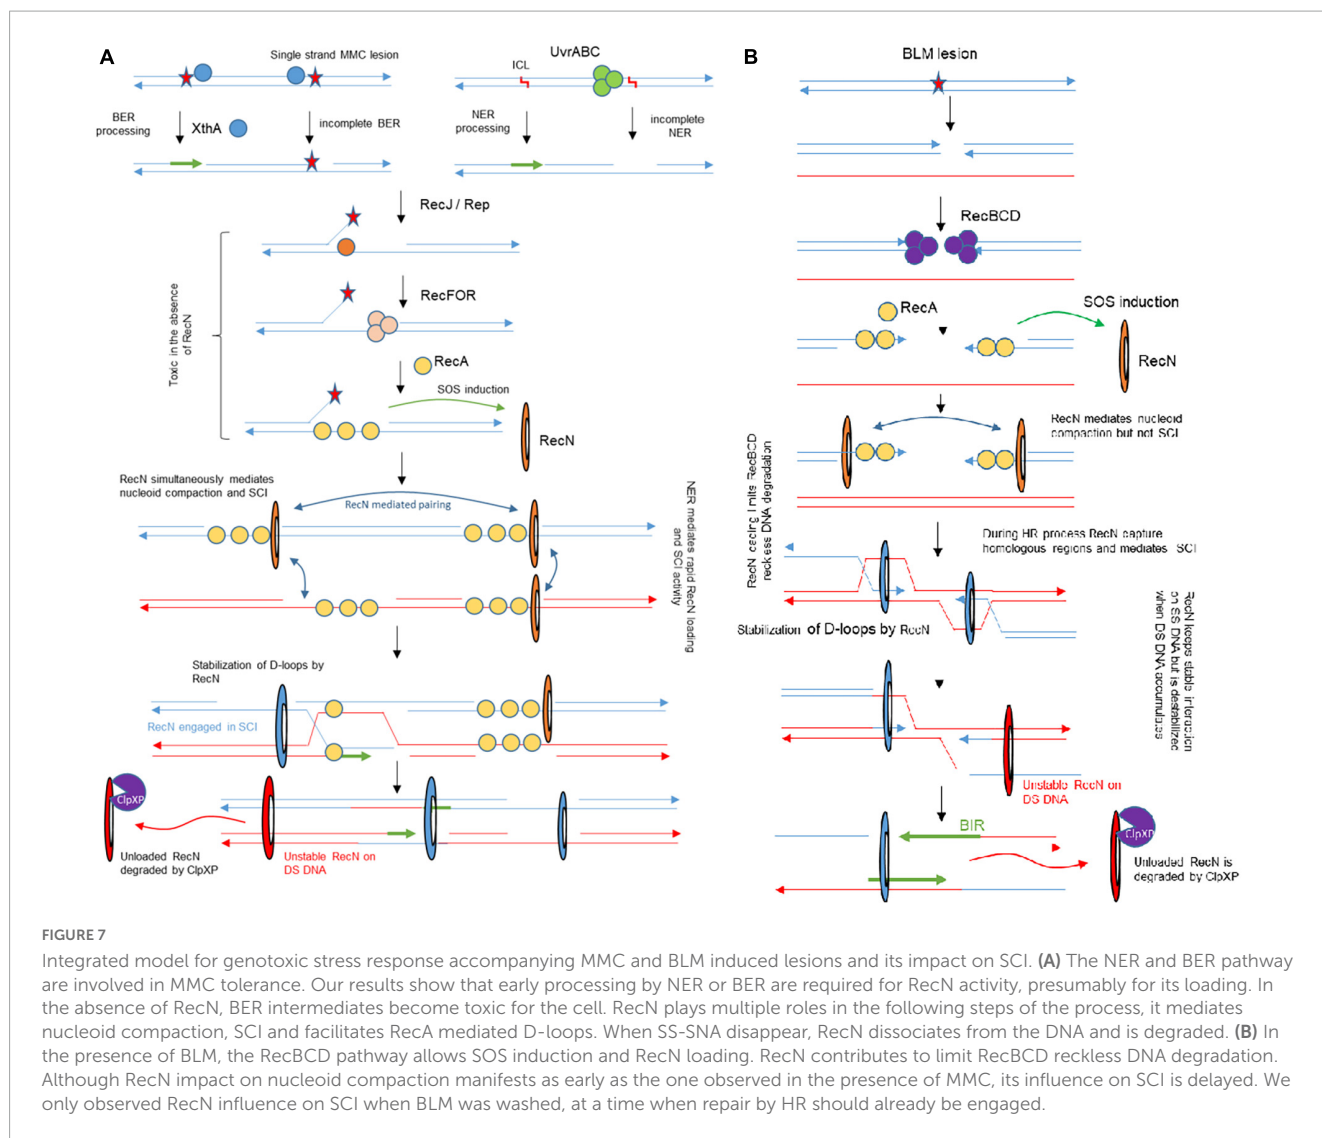 A
Single strand MMC lesion
UvrABC
ICL
BER
processing
XthA
incomplete BER
NER
processing
incomplete
NER
RecJ / Rep
RecFOR
RecA
SOS induction
RecN
Toxic in the absence
of RecN
RecN simultaneously mediates
nucleoid compaction and SCI
RecN mediated pairing
NER mediates rapid RecN loading
and SCI activity
Stabilization of D-loops by
RecN
RecN engaged in SCI
ClpXP
Unloaded RecN
degraded by ClpXP
Unstable RecN on
DS DNA
B
BLM lesion
RecBCD
RecA
SOS induction
RecN
RecN mediates nucleoid
compaction but not SCI
RecN cacing limits RecBCD
reckless DNA degradation
During HR process RecN capture
homologous regions and mediates SCI
Stabilization of D-loops by RecN
RecN keeps stable interaction
on SS DNA but is destabilized
when DS DNA accumulates
Unstable RecN on
DS DNA
BIR
ClpXP
Unloaded RecN is
degraded by ClpXP
FIGURE 7
Integrated model for genotoxic stress response accompanying MMC and BLM induced lesions and its impact on SCI. (A) The NER and BER pathway
are involved in MMC tolerance. Our results show that early processing by NER or BER are required for RecN activity, presumably for its loading. In
the absence of RecN, BER intermediates become toxic for the cell. RecN plays multiple roles in the following steps of the process, it mediates
nucleoid compaction, SCI and facilitates RecA mediated D-loops. When SS-SNA disappear, RecN dissociates from the DNA and is degraded. (B) In
the presence of BLM, the RecBCD pathway allows SOS induction and RecN loading. RecN contributes to limit RecBCD reckless DNA degradation.
Although RecN impact on nucleoid compaction manifests as early as the one observed in the presence of MMC, its influence on SCI is delayed. We
only observed RecN influence on SCI when BLM was washed, at a time when repair by HR should already be engaged.